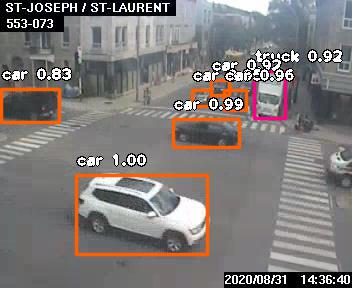 ST-JOSEPH / ST-LAURENT
553-073
truck 0.92
car 0.92
car 0.83
car
0.96
car 0.99
car 1.00
2020/08/31 14:36:40